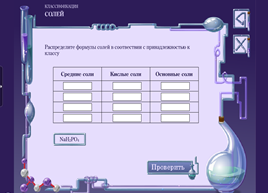 КЛАССИФИКАЦИЯ
СОЛЕЙ
Распределите формулы солей в соответствии с принадлежностью к
классу
Средние соли Кислые соли Основные соли
NaH₂PO₄
Проверить